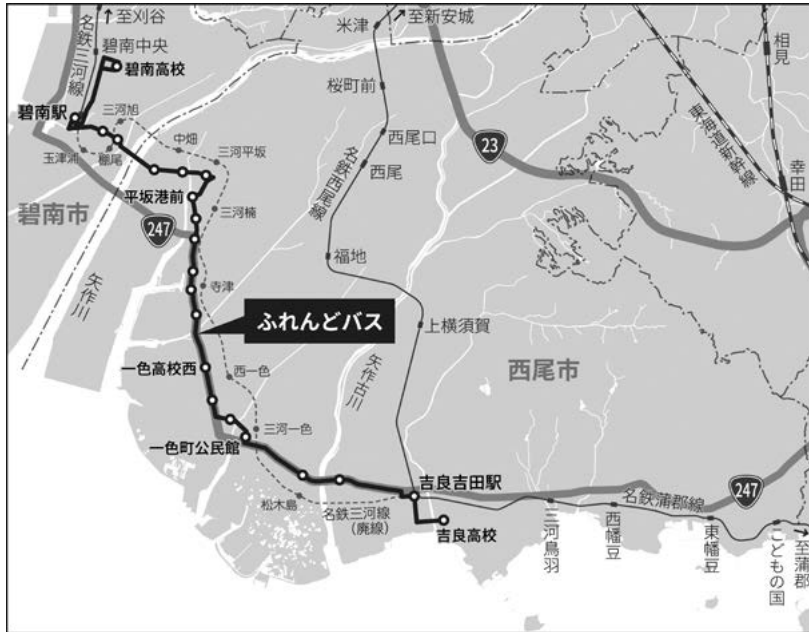 ↑至刈谷
名鉄三河線
碧南中央
碧南高校
碧南駅
三河旭
玉津浦
棚尾
中畑
三河平坂
平坂港前
碧南市
247
三河楠
矢作川
寺津
ふれんどバス
一色高校西
西一色
三河一色
一色町公民館
松木島
名鉄三河線
(廃線)
米津
至新安城
桜町前
西尾口
西尾
名鉄西尾線
福地
上横須賀
矢作古川
西尾市
吉良吉田駅
吉良高校
23
相見
東海道新幹線
幸田
名鉄蒲郡線
247
三河鳥羽
西幡豆
東幡豆
こどもの国
至蒲郡